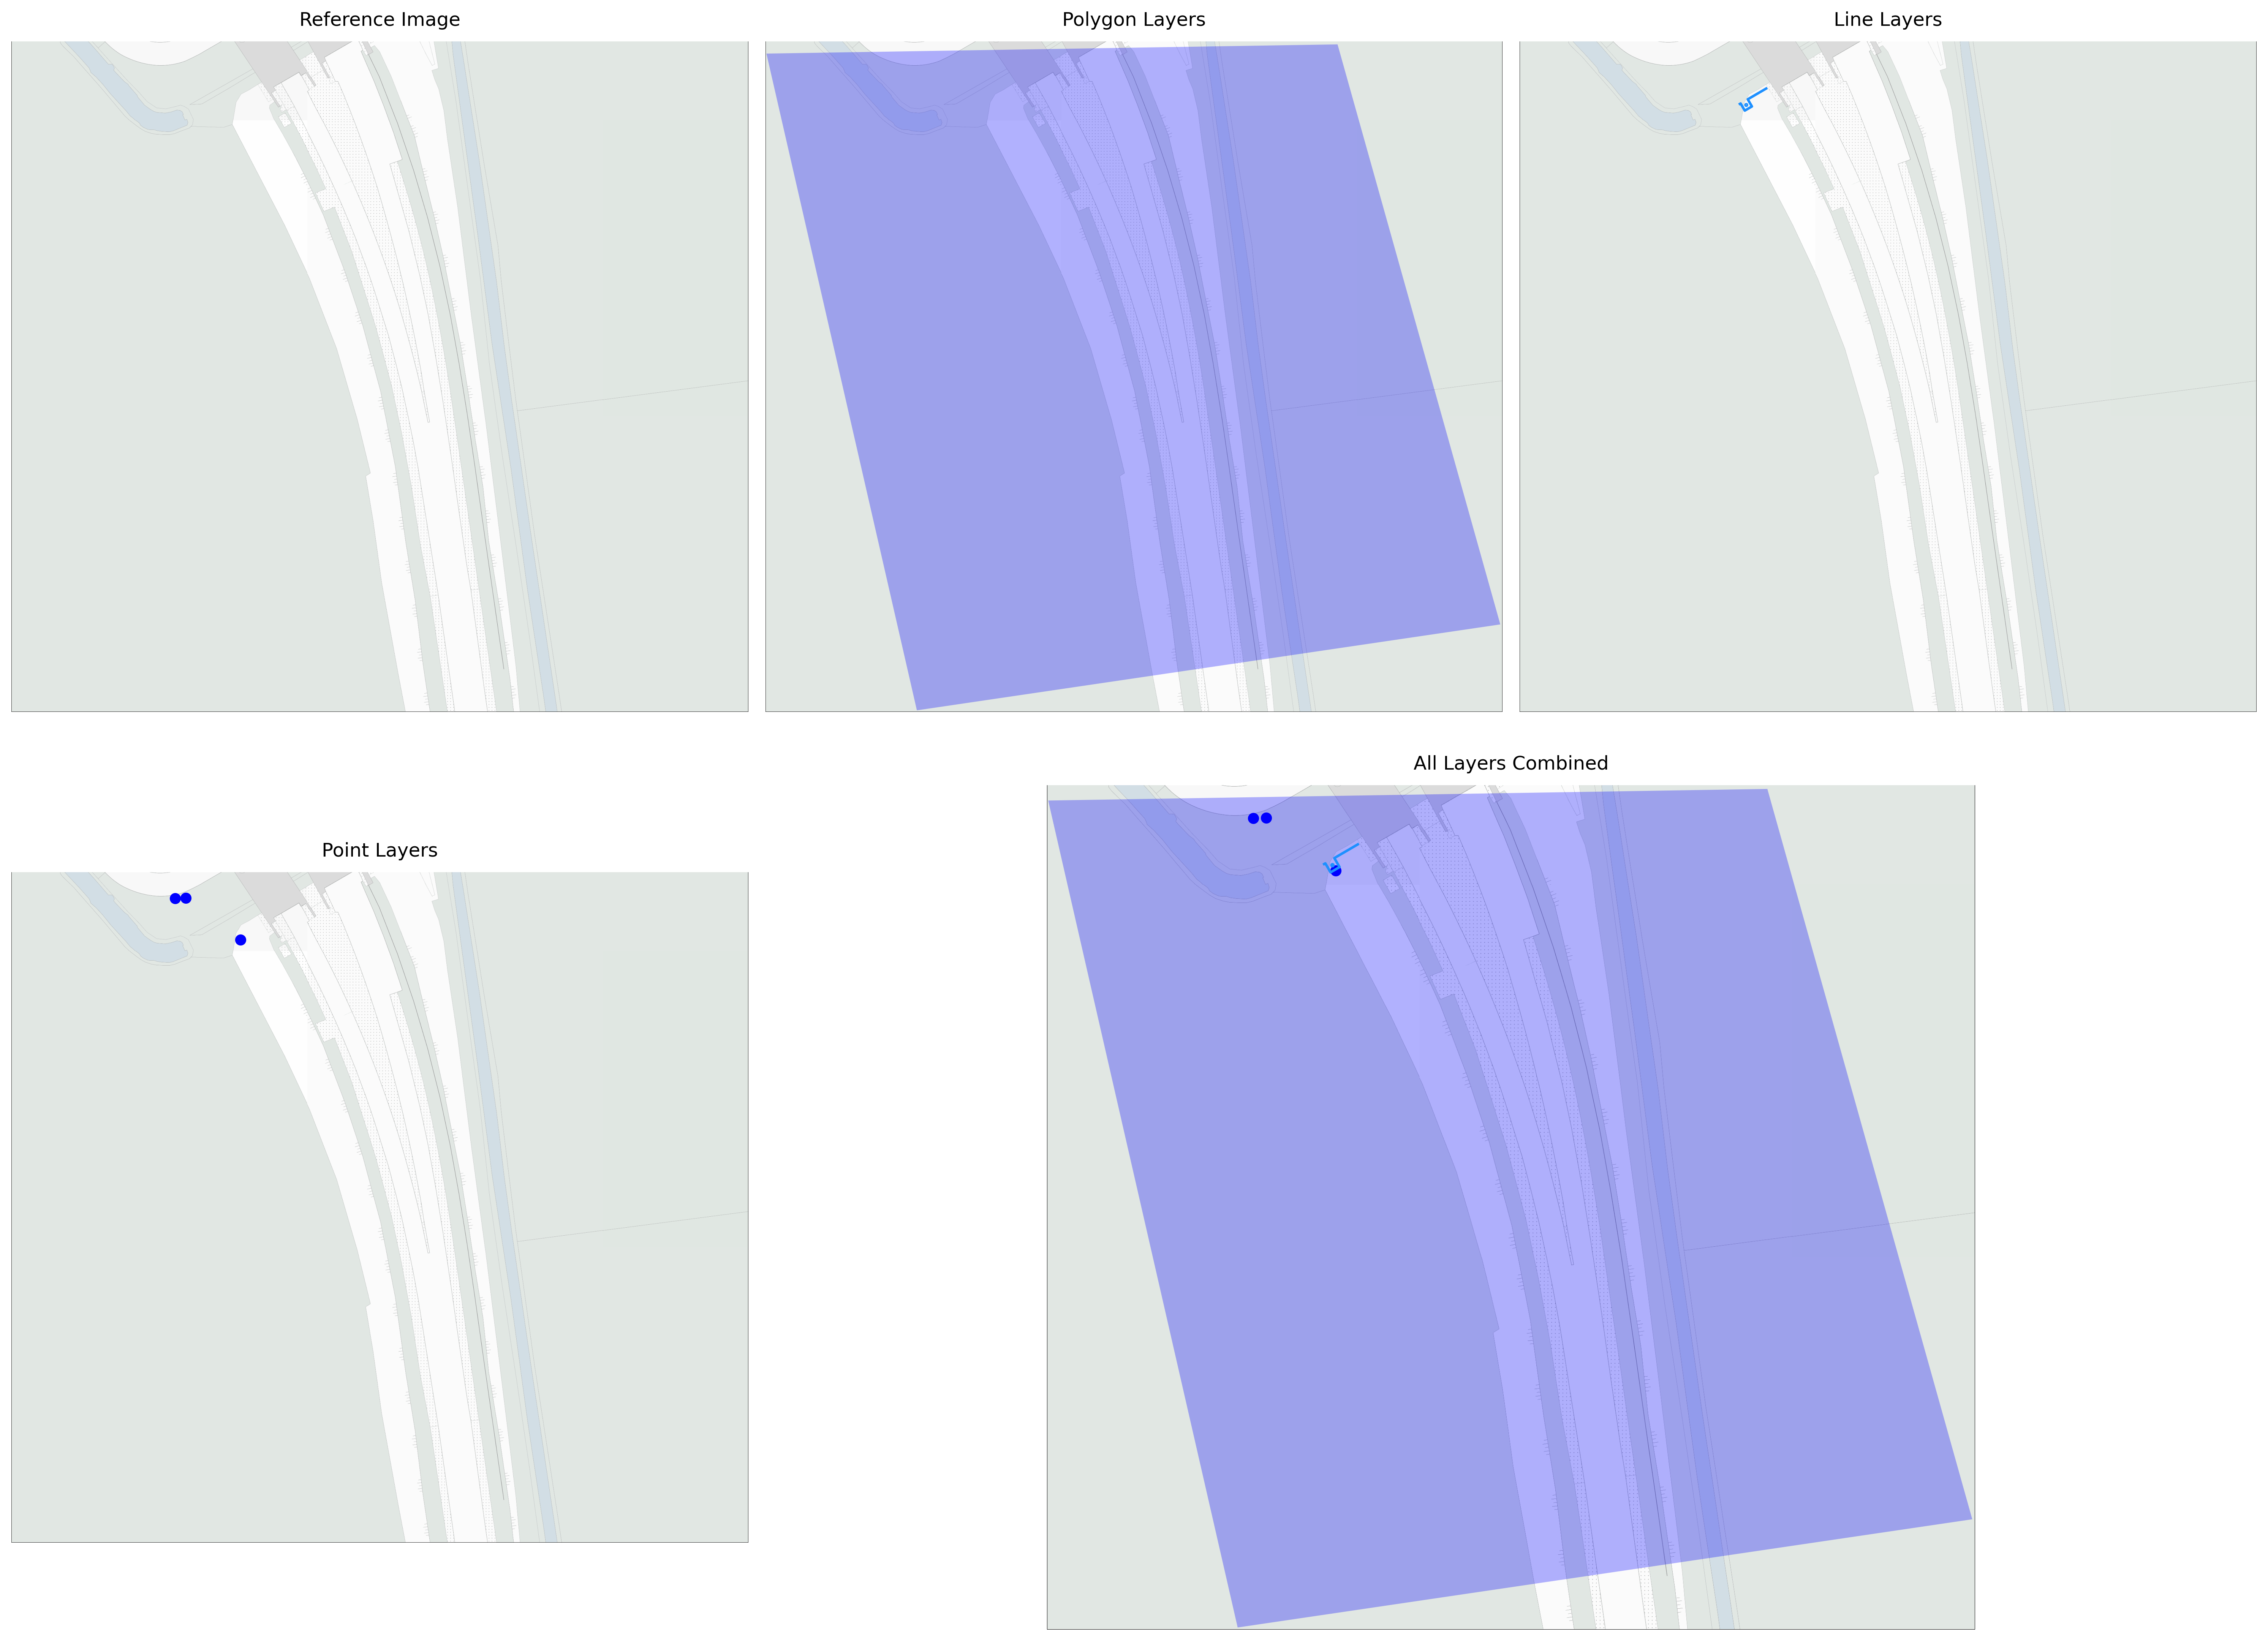 Reference Image
Polygon Layers
Line Layers
Point Layers
All Layers Combined